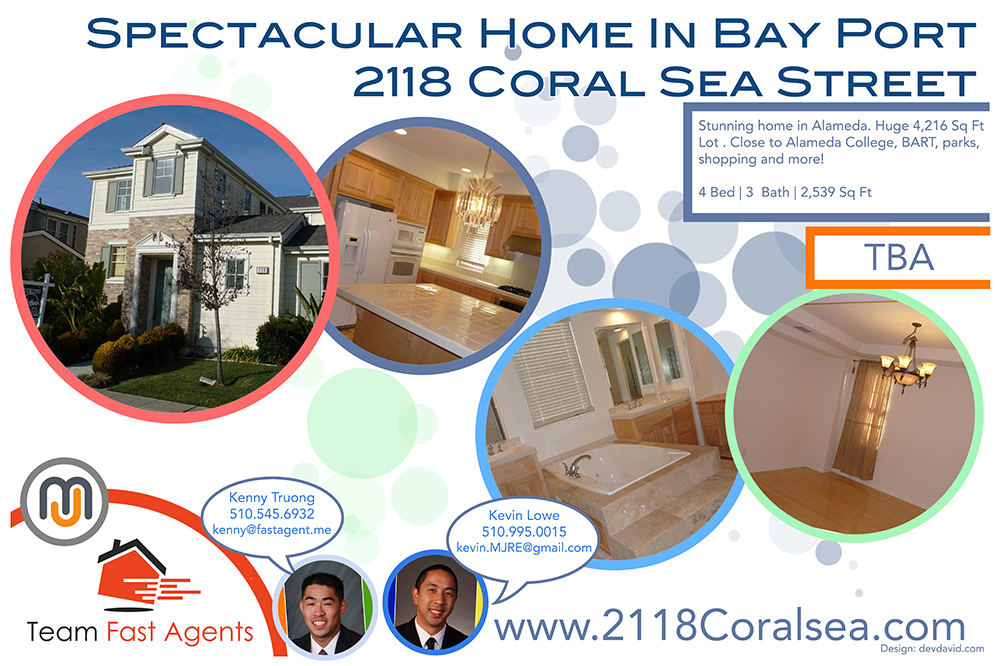 Spectacular Home In Bay Port
2118 Coral Sea Street
Stunning home in Alameda. Huge 4,216 Sq Ft
Lot . Close to Alameda College, BART, parks,
shopping and more!
4 Bed | 3 Bath | 2,539 Sq Ft
TBA
Kenny Truong
510.545.6932
kenny@fastagent.me
Kevin Lowe
510.995.0015
kevin.MJRE@gmail.com
Team Fast Agents
www.2118Coralsea.com
Design: devdavid.com